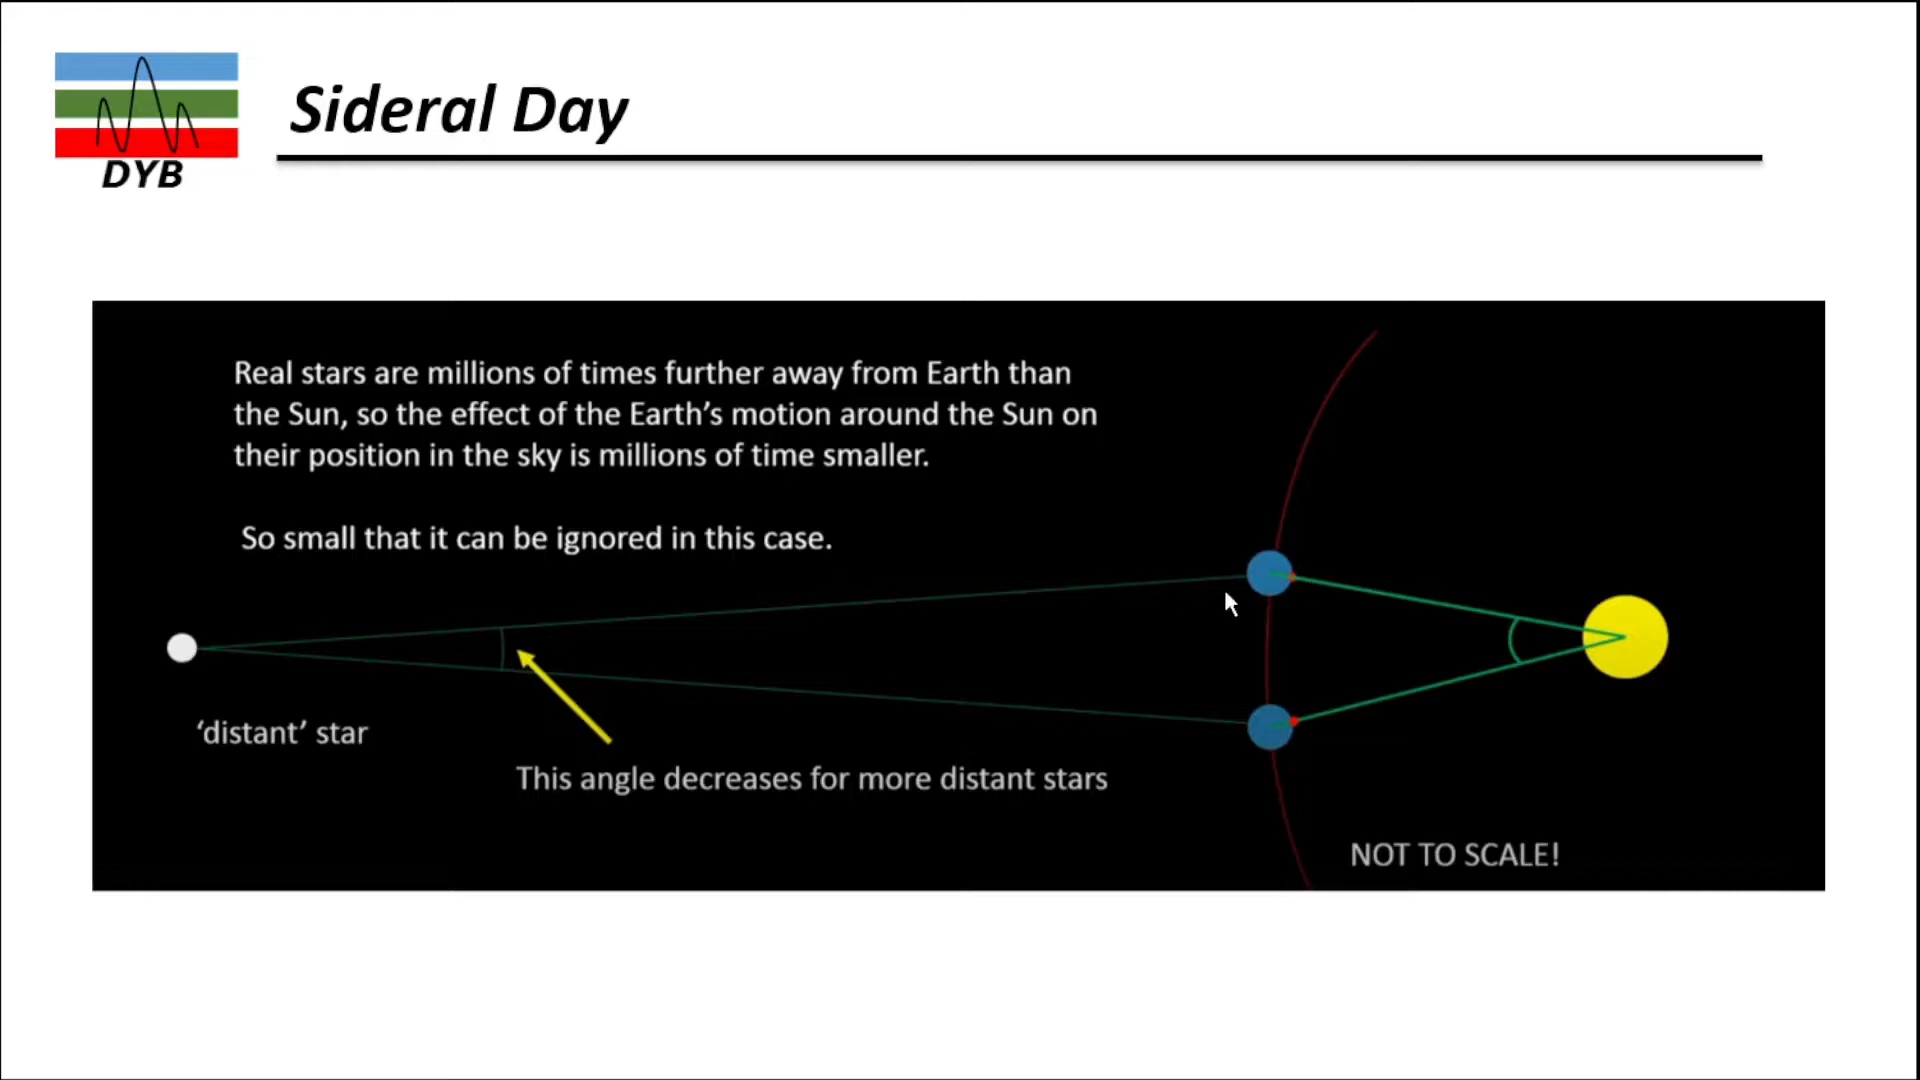 Sideral Day
DYB
Real stars are millions of times further away from Earth than
the Sun, so the effect of the Earth’s motion around the Sun on
their position in the sky is millions of time smaller.
So small that it can be ignored in this case.
‘distant’ star
This angle decreases for more distant stars
NOT TO SCALE!